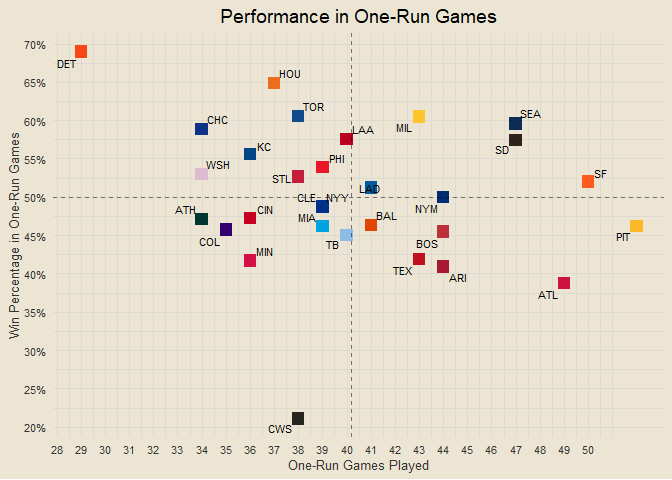 Performance in One-Run Games
70%
DET
HOU
65%
TOR
60%
CHC
MIL
SEA
LAA
SD
KC
55%
PHI
WSH
STL
SF
LAD
50%
CLE
NYY
NYM
ATH
CIN
MIA
BAL
45%
COL
TB
BOS
PIT
MIN
TEX
40%
ARI
ATL
35%
30%
25%
20%
CWS
Win Percentage in One-Run Games
28 29 30 31 32 33 34 35 36 37 38 39 40 41 42 43 44 45 46 47 48 49 50
One-Run Games Played